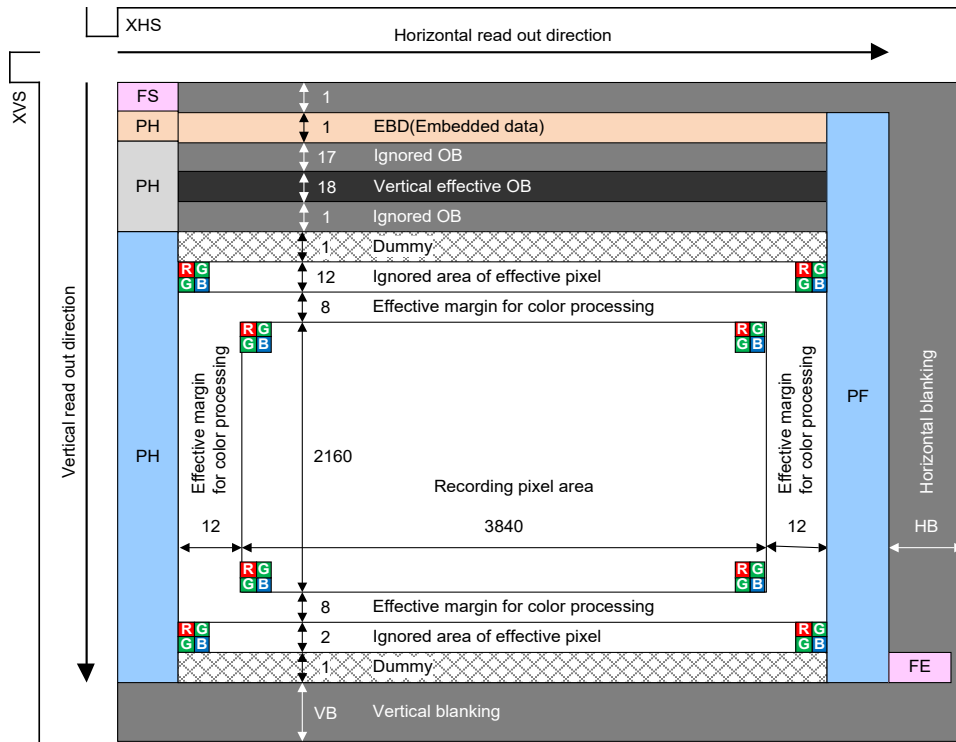 XHS
Horizontal read out direction
XVS
FS
1
PH
1
EBD(Embedded data)
17
Ignored OB
PH
18
Vertical effective OB
1
Ignored OB
1
Dummy
R G
12
Ignored area of effective pixel
R G
G B
G B
8
Effective margin for color processing
R G
R G
G B
G B
Vertical read out direction
PH
Effective margin
for color processing
2160
Recording pixel area
Effective margin
for color processing
PF
Horizontal blanking
12
3840
12
HB
R G
R G
G B
G B
8
Effective margin for color processing
R G
2
Ignored area of effective pixel
R G
G B
G B
1
Dummy
FE
VB
Vertical blanking